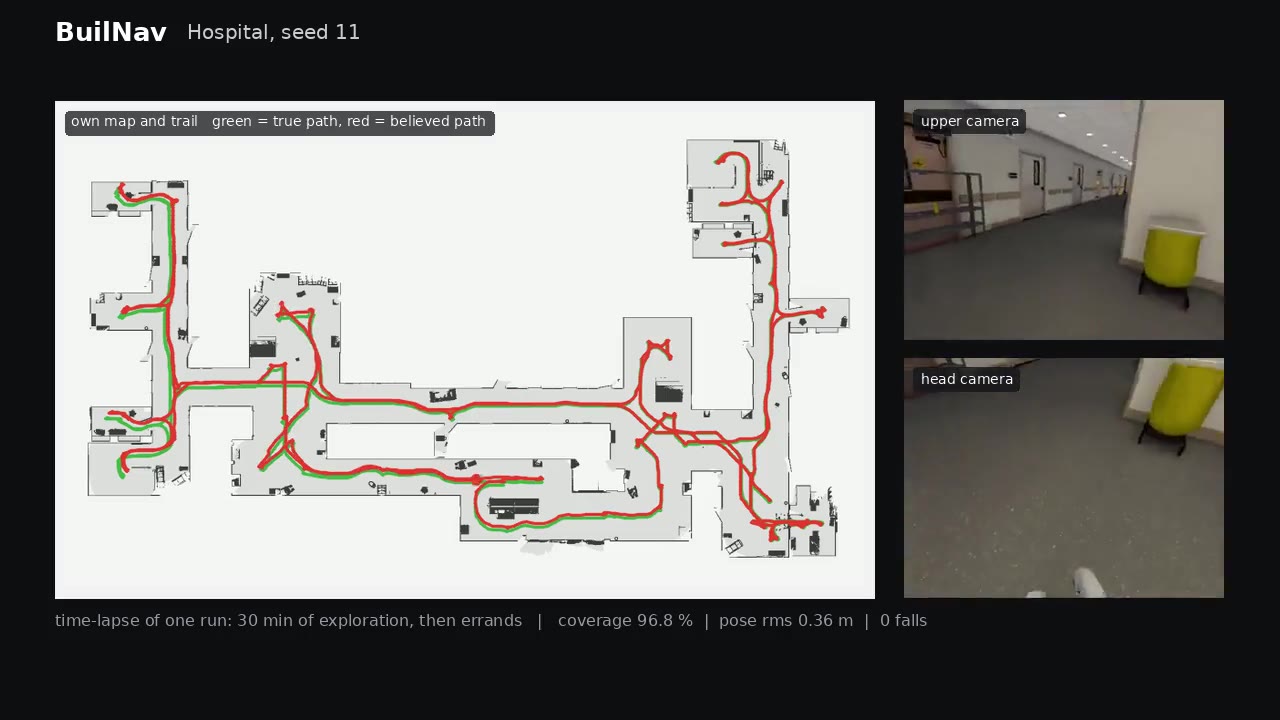 BuilNav Hospital, seed 11
own map and trail green = true path, red = believed path
upper camera
head camera
time-lapse of one run: 30 min of exploration, then errands | coverage 96.8 % | pose rms 0.36 m | 0 falls